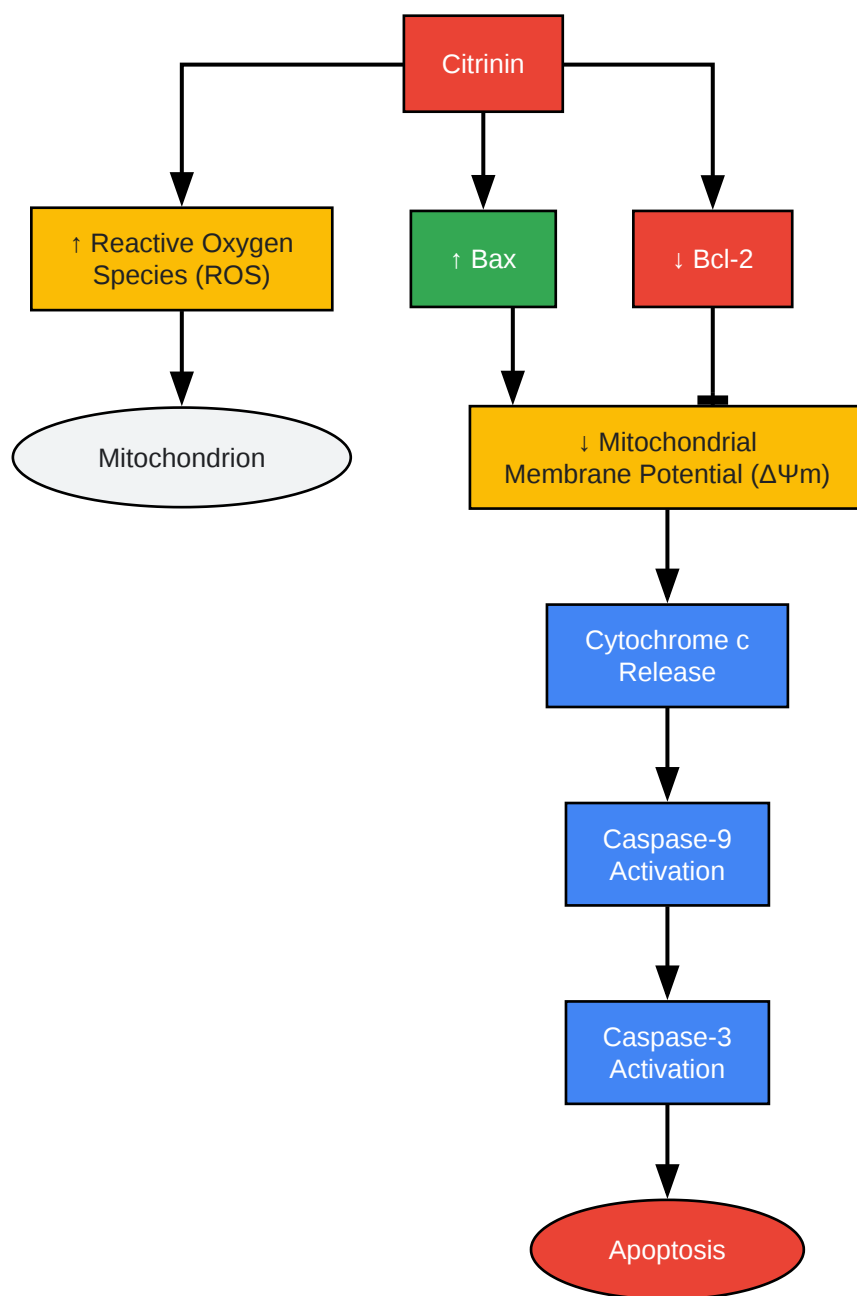 Citrinin
↑ Reactive Oxygen
Species (ROS)
↑ Bax
↓ Bcl-2
Mitochondrion
↓ Mitochondrial
Membrane Potential (ΔΨm)
Cytochrome c
Release
Caspase-9
Activation
Caspase-3
Activation
Apoptosis